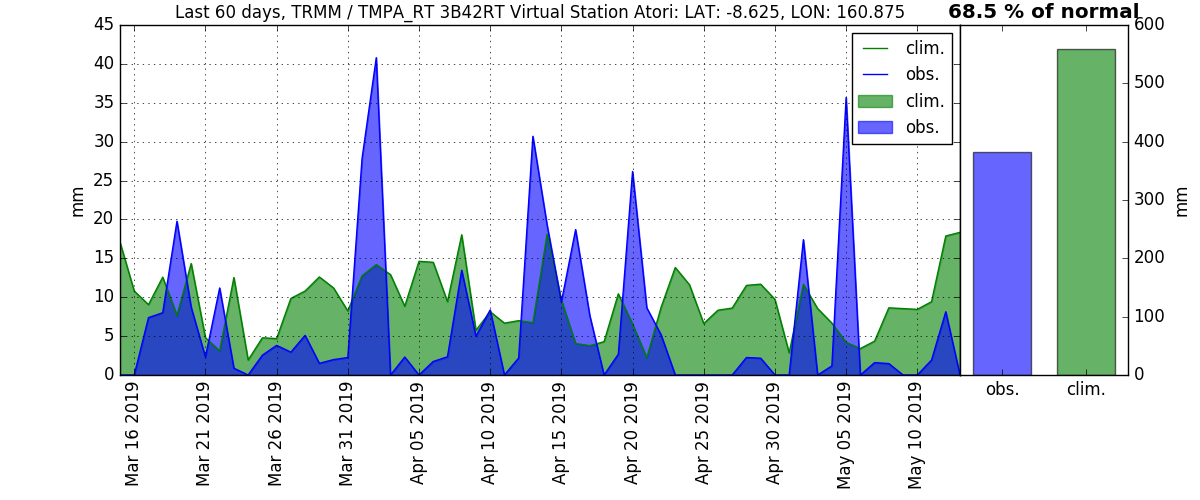 Last 60 days, TRMM / TMPA_RT 3B42RT Virtual Station Atori: LAT: -8.625, LON: 160.875
68.5 % of normal
45
40
35
30
25
20
15
10
5
0
mm
clim.
obs.
clim.
obs.
600
500
400
300
200
100
0
mm
Mar 16 2019
Mar 21 2019
Mar 26 2019
Mar 31 2019
Apr 05 2019
Apr 10 2019
Apr 15 2019
Apr 20 2019
Apr 25 2019
Apr 30 2019
May 05 2019
May 10 2019
obs.
clim.